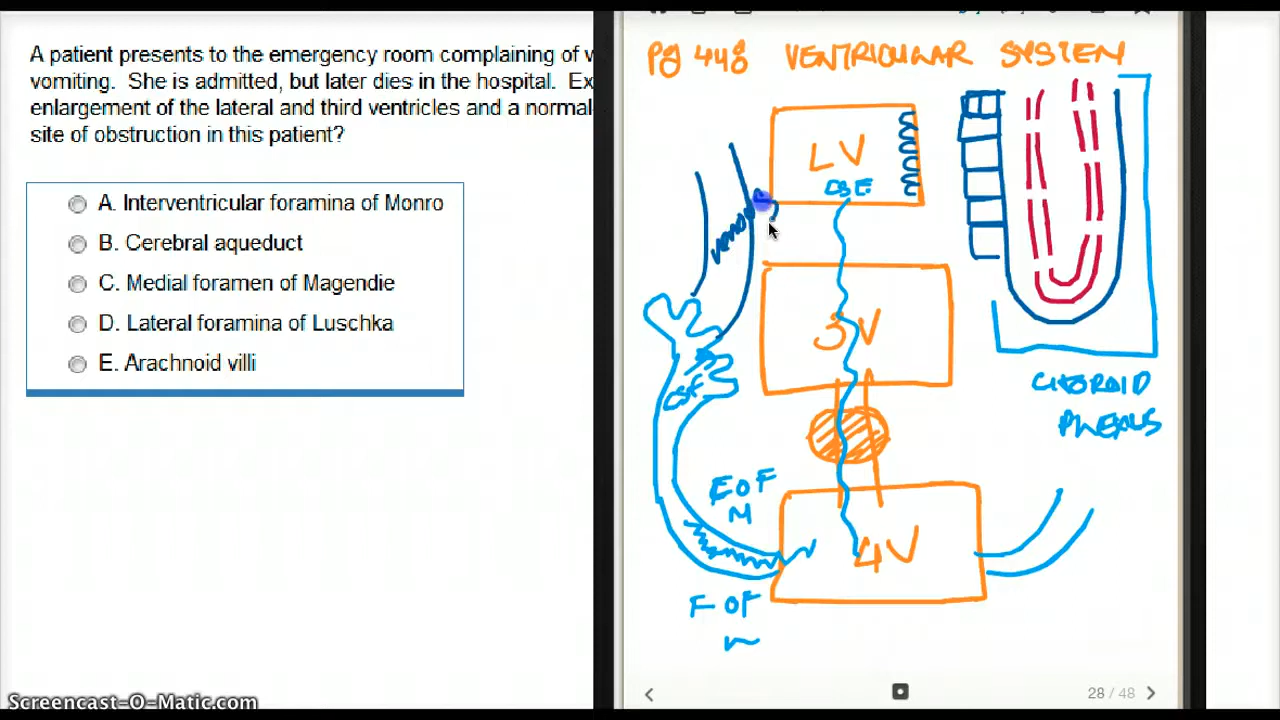 A patient presents to the emergency room complaining of v
vomiting. She is admitted, but later dies in the hospital. Ex
enlargement of the lateral and third ventricles and a normal
site of obstruction in this patient?
A. Interventricular foramina of Monro
B. Cerebral aqueduct
C. Medial foramen of Magendie
D. Lateral foramina of Luschka
E. Arachnoid villi
Pg 448 VENTRICULAR SYSTEM
LV
CSF
3V
CSF
4V
F OF
M
F OF
CHOROID
PLEXUS
28 / 48
Screencast-O-Matic.com